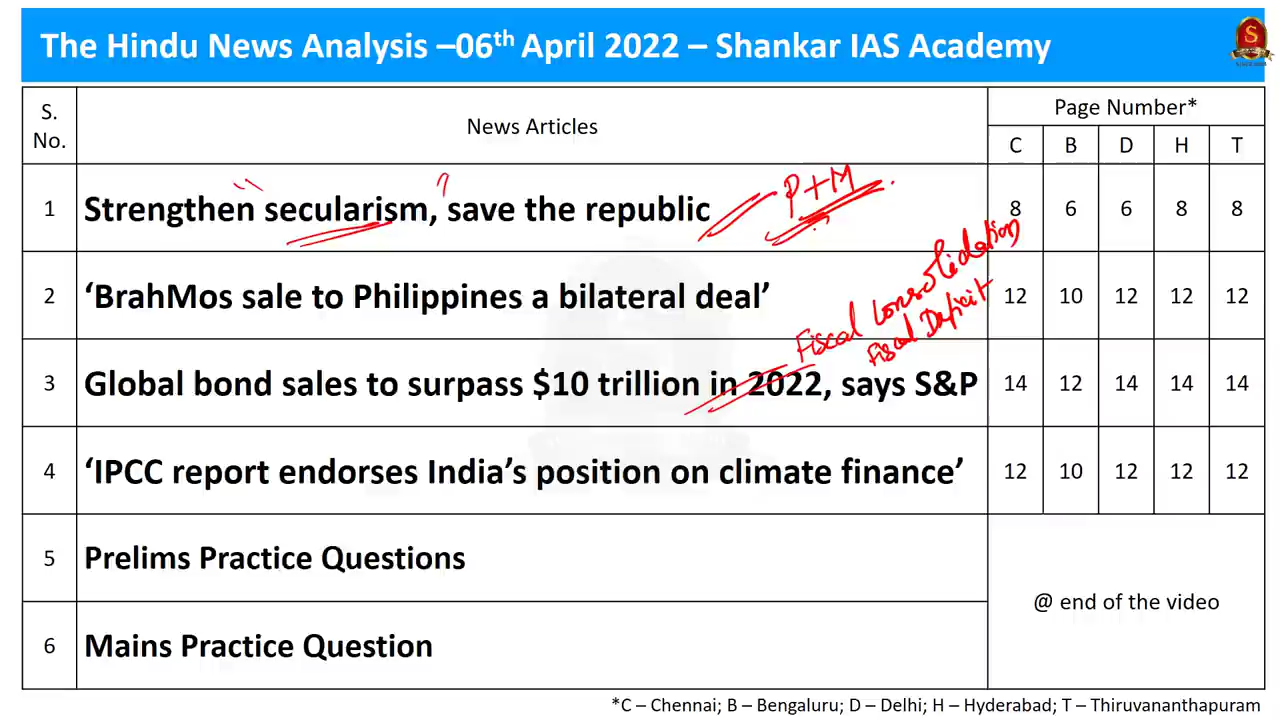 The Hindu News Analysis –06th April 2022 – Shankar IAS Academy
S. No.
News Articles
Page Number*
C B D H T
1 Strengthen secularism, save the republic 8 6 6 8 8
P+M
2 ‘BrahMos sale to Philippines a bilateral deal’ 12 10 12 12 12
Fiscal Consolidation
Fiscal Deficit
3 Global bond sales to surpass $10 trillion in 2022, says S&P 14 12 14 14 14
4 ‘IPCC report endorses India’s position on climate finance’ 12 10 12 12 12
5 Prelims Practice Questions
@ end of the video
6 Mains Practice Question
*C – Chennai; B – Bengaluru; D – Delhi; H – Hyderabad; T – Thiruvananthapuram